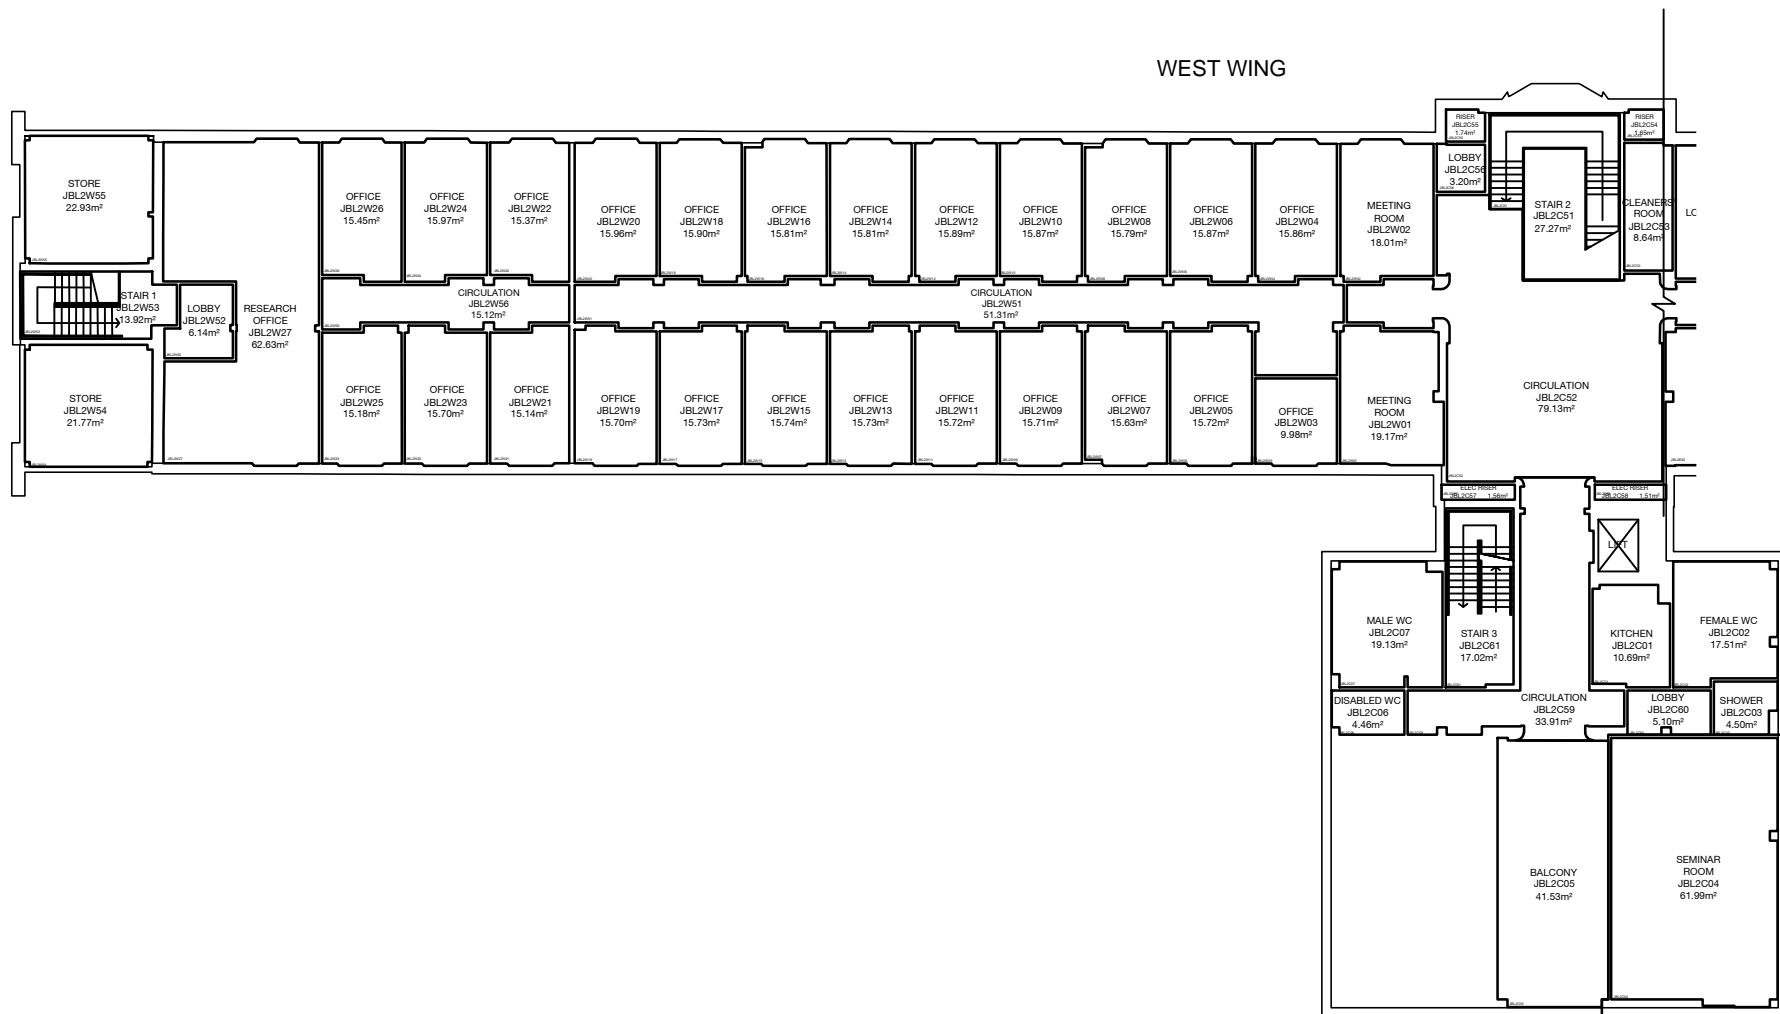 WEST WING
STORE
JBL2W55
22.93m²
STAIR 1
JBL2W53
13.92m²
LOBBY
JBL2W52
6.14m²
STORE
JBL2W54
21.77m²
RESEARCH
OFFICE
JBL2W27
62.63m²
OFFICE
JBL2W26
15.45m²
OFFICE
JBL2W24
15.97m²
OFFICE
JBL2W22
15.37m²
OFFICE
JBL2W20
15.96m²
OFFICE
JBL2W18
15.90m²
OFFICE
JBL2W16
15.81m²
OFFICE
JBL2W14
15.81m²
OFFICE
JBL2W12
15.89m²
OFFICE
JBL2W10
15.87m²
OFFICE
JBL2W08
15.79m²
OFFICE
JBL2W06
15.87m²
OFFICE
JBL2W04
15.86m²
MEETING
ROOM
JBL2W02
18.01m²
CIRCULATION
JBL2W56
15.12m²
CIRCULATION
JBL2W51
51.31m²
OFFICE
JBL2W25
15.18m²
OFFICE
JBL2W23
15.70m²
OFFICE
JBL2W21
15.14m²
OFFICE
JBL2W19
15.70m²
OFFICE
JBL2W17
15.73m²
OFFICE
JBL2W15
15.74m²
OFFICE
JBL2W13
15.73m²
OFFICE
JBL2W11
15.72m²
OFFICE
JBL2W09
15.71m²
OFFICE
JBL2W07
15.63m²
OFFICE
JBL2W05
15.72m²
OFFICE
JBL2W03
9.98m²
MEETING
ROOM
JBL2W01
19.17m²
RISER
JBL2C55
1.74m²
LOBBY
JBL2C56
3.20m²
STAIR 2
JBL2C51
27.27m²
RISER
JBL2C54
1.65m²
CLEANERS
ROOM
JBL2C53
8.64m²
LO
CIRCULATION
JBL2C52
79.13m²
ELEC RISER
JBL2C57 1.56m²
ELEC RISER
JBL2C58 1.51m²
LIFT
MALE WC
JBL2C07
19.13m²
STAIR 3
JBL2C61
17.02m²
KITCHEN
JBL2C01
10.69m²
FEMALE WC
JBL2C02
17.51m²
DISABLED WC
JBL2C06
4.46m²
CIRCULATION
JBL2C59
33.91m²
LOBBY
JBL2C60
5.10m²
SHOWER
JBL2C03
4.50m²
BALCONY
JBL2C05
41.53m²
SEMINAR
ROOM
JBL2C04
61.99m²